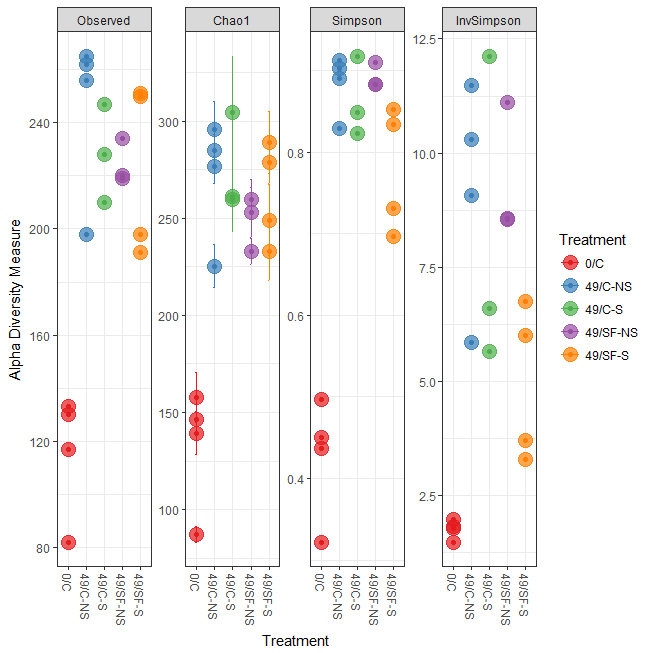 Observed
Chao1
Simpson
InvSimpson
Alpha Diversity Measure
240
200
160
120
80
300
250
200
150
100
0.8
0.6
0.4
12.5
10.0
7.5
5.0
2.5
0/C
49/C-NS
49/C-S
49/SF-NS
49/SF-S
0/C
49/C-NS
49/C-S
49/SF-NS
49/SF-S
0/C
49/C-NS
49/C-S
49/SF-NS
49/SF-S
0/C
49/C-NS
49/C-S
49/SF-NS
49/SF-S
Treatment
Treatment
0/C
49/C-NS
49/C-S
49/SF-NS
49/SF-S